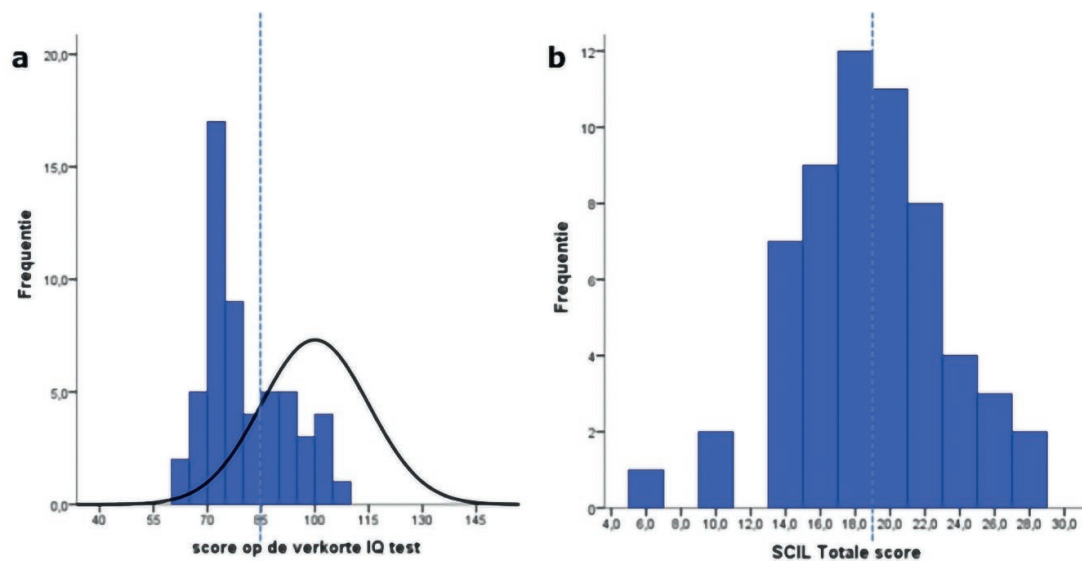 a
20,0
15,0
10,0
5,0
0,0
Frequentie
40 55 70 85 100 115 130 145
score op de verkorte IQ test
b
12
10
8
6
4
2
0
Frequentie
4,0 6,0 8,0 10,0 12,0 14,0 16,0 18,0 20,0 22,0 24,0 26,0 28,0 30,0
SCIL Totale score